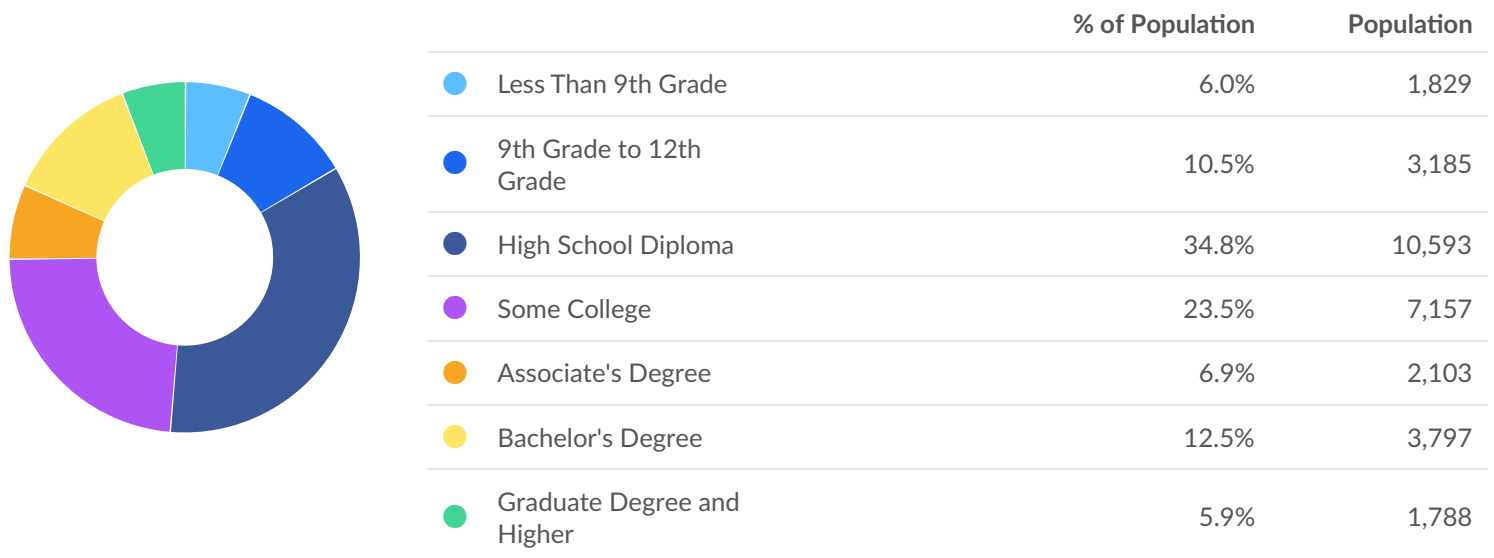 % of Population Population
Less Than 9th Grade 6.0% 1,829
9th Grade to 12th
Grade 10.5% 3,185
High School Diploma 34.8% 10,593
Some College 23.5% 7,157
Associate's Degree 6.9% 2,103
Bachelor's Degree 12.5% 3,797
Graduate Degree and
Higher 5.9% 1,788